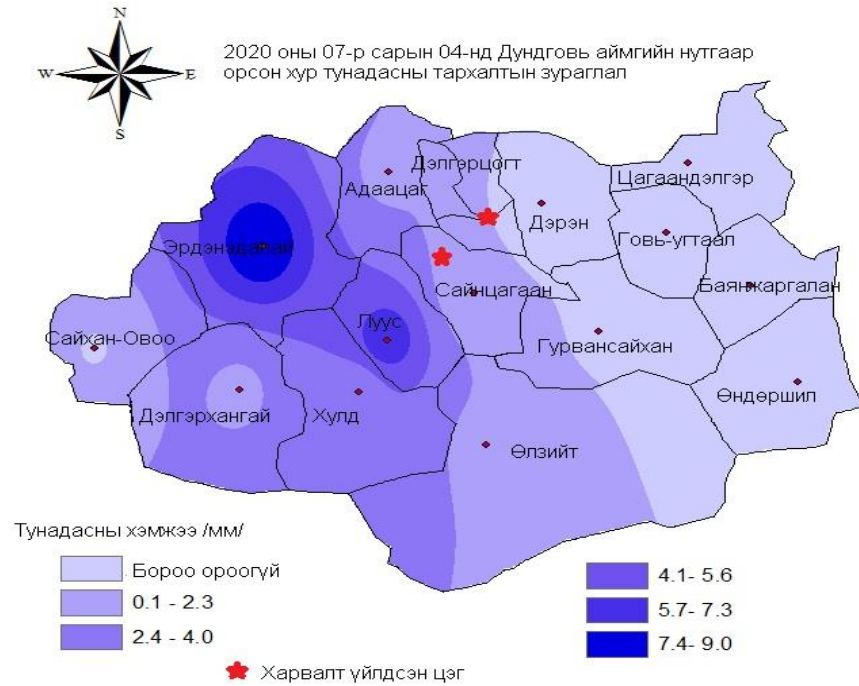 N
W
E
S
2020 оны 07-р сарын 04-нд Дундговь аймгийн нутгаар
орсон хур тунадасны тархалтын зураглал
Дэлгэрцогт
Адаацаг
Цагаандэлгэр
Дэрэн
Говь-угтаал
Эрдэнэдалай
Сайнцагаан
Баянжаргалан
Луус
Сайхан-Овоо
Гурвансайхан
Өндөршил
Дэлгэрхангай
Хулд
Өлзийт
Тунадасны хэмжээ /мм/
Бороо ороогүй
0.1 - 2.3
2.4 - 4.0
4.1- 5.6
5.7- 7.3
7.4- 9.0
Харвалт үйлдсэн цэг